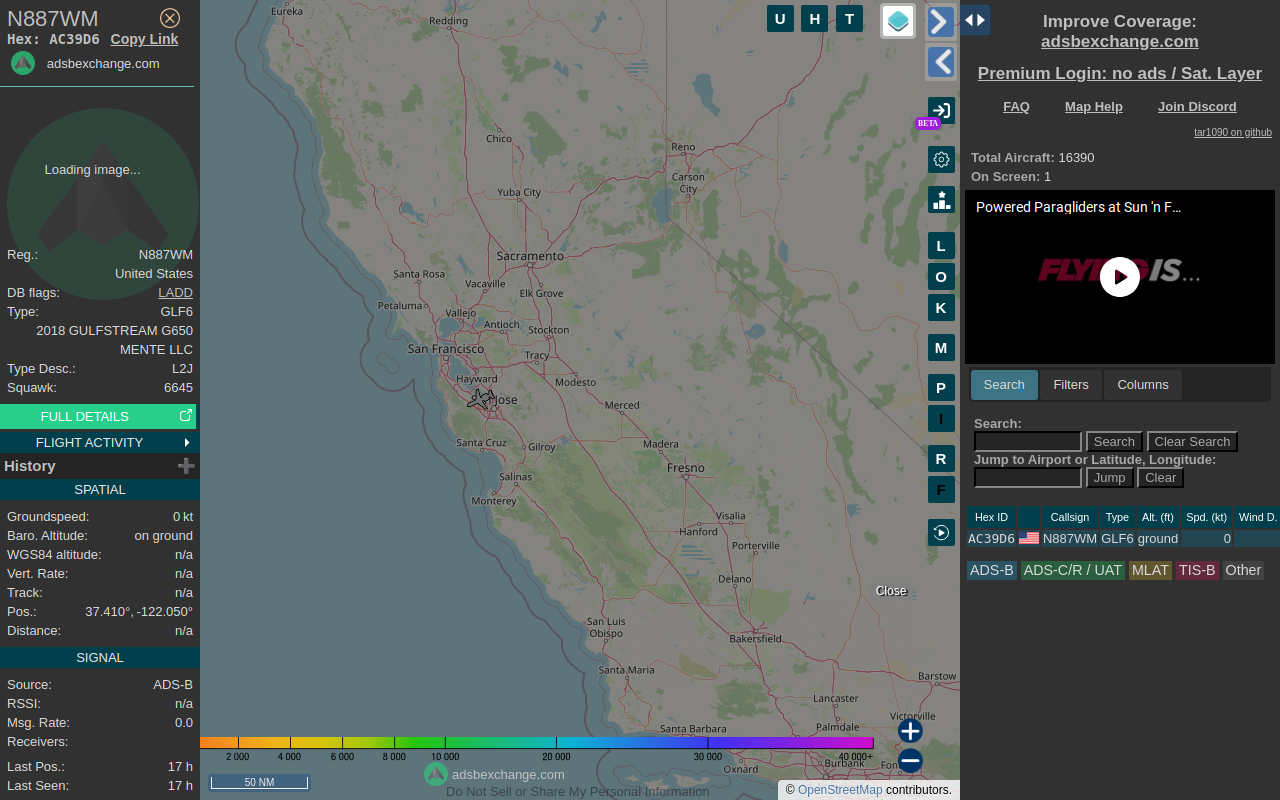 N887WM
Hex: AC39D6 Copy Link
adsbexchange.com
Loading image...
Reg.: N887WM
United States
DB flags: LADD
Type: GLF6
2018 GULFSTREAM G650
MENTE LLC
Type Desc.: L2J
Squawk: 6645
FULL DETAILS
FLIGHT ACTIVITY
History
SPATIAL
Groundspeed: 0 kt
Baro. Altitude: on ground
WGS84 altitude: n/a
Vert. Rate: n/a
Track: n/a
Pos.: 37.410°, -122.050°
Distance: n/a
SIGNAL
Source: ADS-B
RSSI: n/a
Msg. Rate: 0.0
Receivers:
Last Pos.: 17 h
Last Seen: 17 h
Eureka
Redding
Chico
Reno
Carson
City
Yuba City
Sacramento
Santa Rosa
Vacaville
Elk Grove
Petaluma
Vallejo
Antioch
Stockton
San Francisco
Tracy
Hayward
Modesto
Jose
Merced
Santa Cruz
Gilroy
Madera
Fresno
Salinas
Monterey
Visalia
Hanford
Porterville
Delano
San Luis
Obispo
Bakersfield
Santa Maria
Barstow
Lancaster
Victorville
Palmdale
Santa Barbara
Oxnard
Burbank
Font
U H T
BETA
L
O
K
M
P
I
R
F
Close
2 000 4 000 6 000 8 000 10 000 20 000 30 000 40 000+
50 NM
adsbexchange.com
Do Not Sell or Share My Personal Information
© OpenStreetMap contributors.
Improve Coverage:
adsbexchange.com
Premium Login: no ads / Sat. Layer
FAQ Map Help Join Discord
tar1090 on github
Total Aircraft: 16390
On Screen: 1
Powered Paragliders at Sun 'n F...
FLYING IS...
Search Filters Columns
Search:
Search Clear Search
Jump to Airport or Latitude, Longitude:
Jump Clear
Hex ID Callsign Type Alt. (ft) Spd. (kt) Wind D.
AC39D6 N887WM GLF6 ground 0
ADS-B ADS-C/R / UAT MLAT TIS-B Other